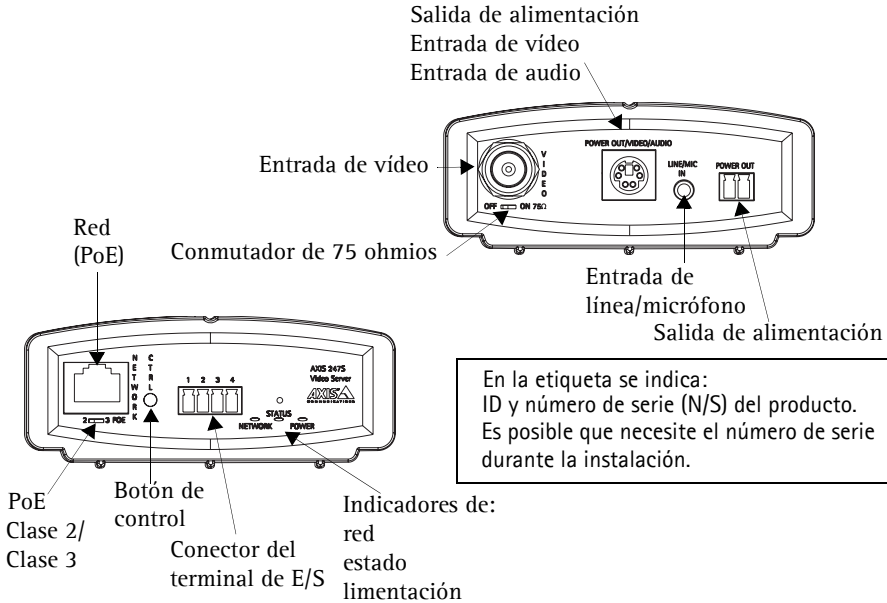 Salida de alimentación
Entrada de vídeo
Entrada de audio
POWER OUT/VIDEO/AUDIO
LINE/MIC
IN
POWER OUT
VIDEO
OFF ON 75Ω
Entrada de vídeo
Conmutador de 75 ohmios
Entrada de
línea/micrófono
Salida de alimentación
Red
(PoE)
NETWORK
CTRL
1 2 3 4
AXIS 247S
Video Server
AXIS
COMMUNICATIONS
2 3 POE
STATUS
NETWORK POWER
En la etiqueta se indica:
ID y número de serie (N/S) del producto.
Es posible que necesite el número de serie
durante la instalación.
PoE
Clase 2/
Clase 3
Botón de
control
Conector del
terminal de E/S
Indicadores de:
red
estado
limentación